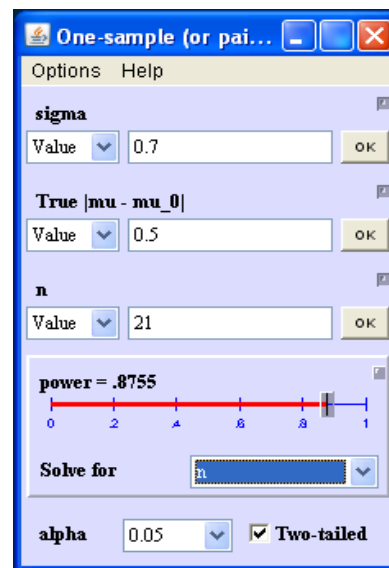 One-sample (or pai...
Options Help
sigma
Value 0.7 OK
True |mu - mu_0|
Value 0.5 OK
n
Value 21 OK
power = .8755
0 .2 .4 .6 .8 1
Solve for n
alpha 0.05 Two-tailed